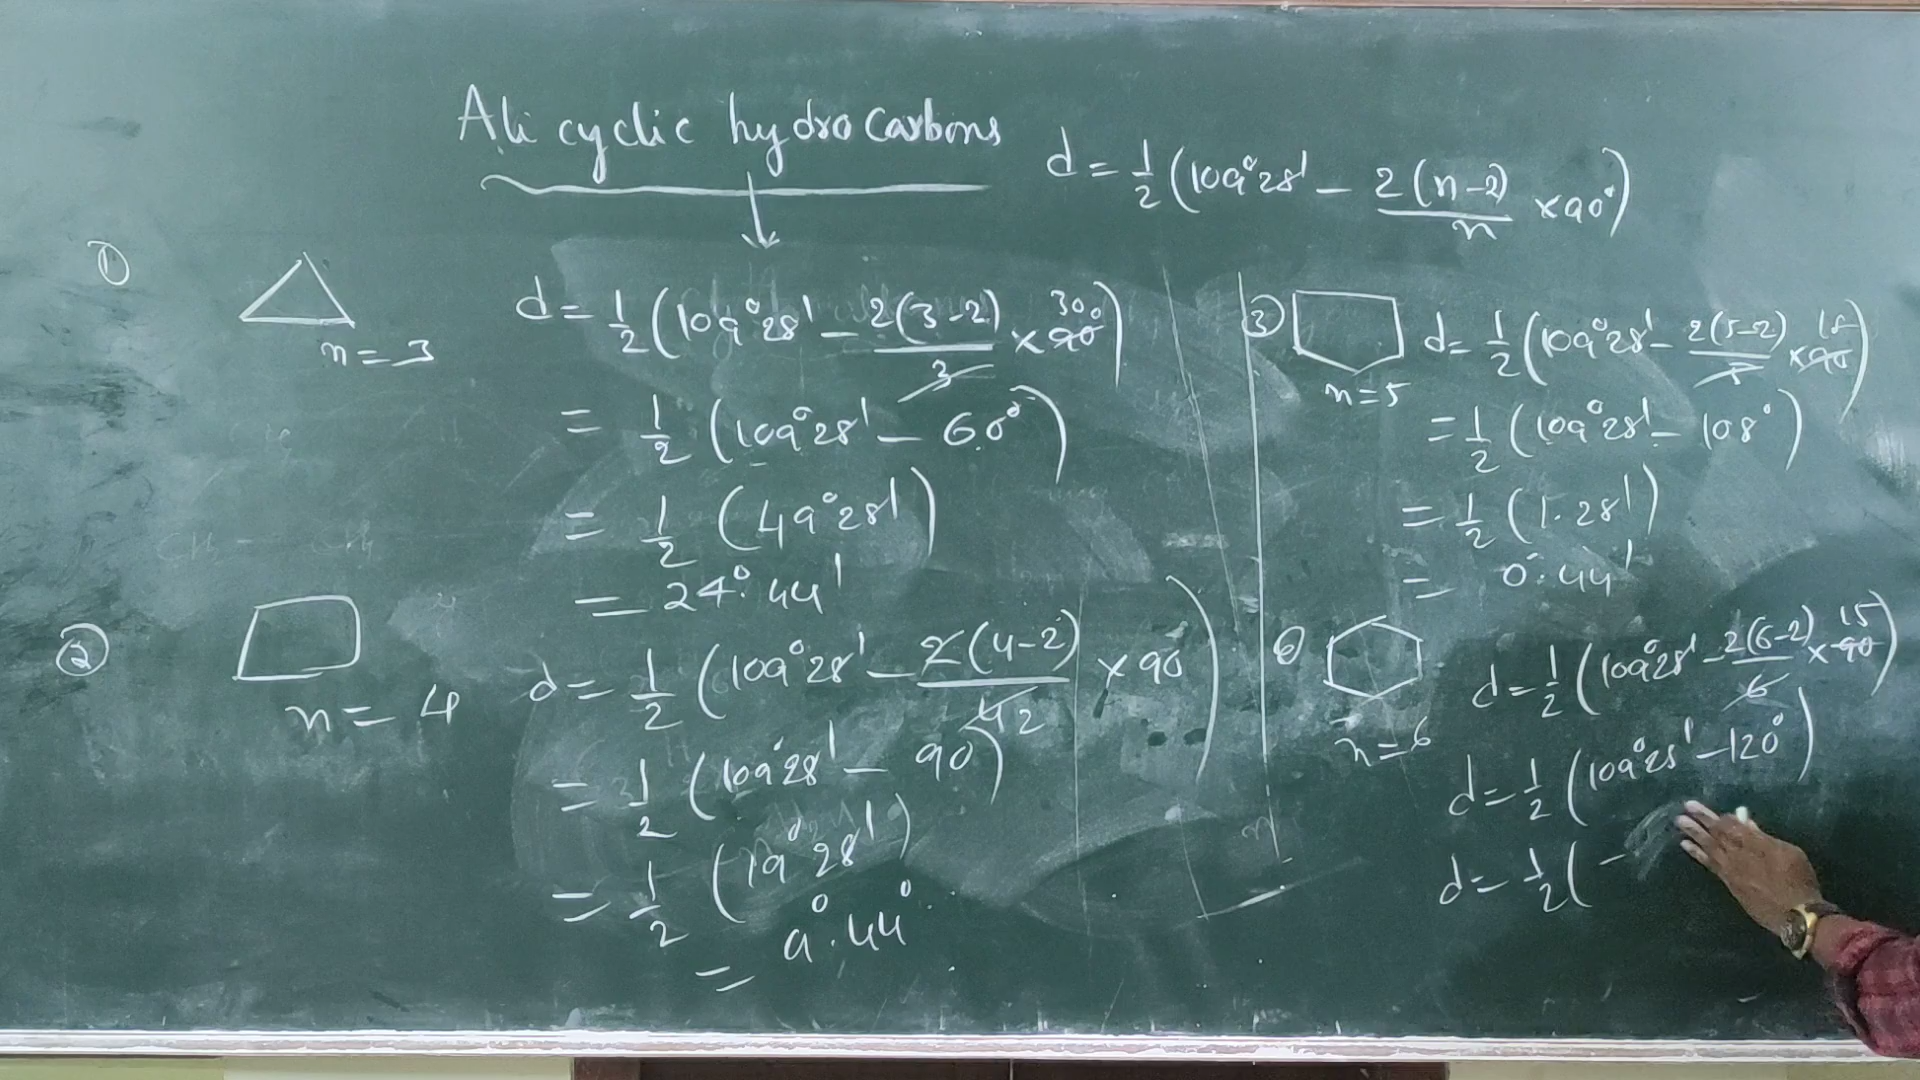 Ali cyclic hydro carbons
d = 1/2 (109°28' - 2(n-2)/n ×90°)
1)
n = 3
d = 1/2 (109°28' - 2(3-2)/3 × 90 30°)
= 1/2 (109°28' - 60°)
= 1/2 (49°28')
= 24°.44'
2)
n = 4
d = 1/2 (109°28' - 2(4-2)/4 2 × 90)
= 1/2 (109°28' - 90)
= 1/2 (19°28')
= 9°.44°
3)
n = 5
d = 1/2 (109°28' - 2(5-2)/5 × 90 18)
= 1/2 (109°28' - 108°)
= 1/2 (1.28')
= 0°.44'
n = 6
d = 1/2 (109°28' - 2(6-2)/6 × 90 15)
d = 1/2 (109°28' - 120°)
d = 1/2 ( -